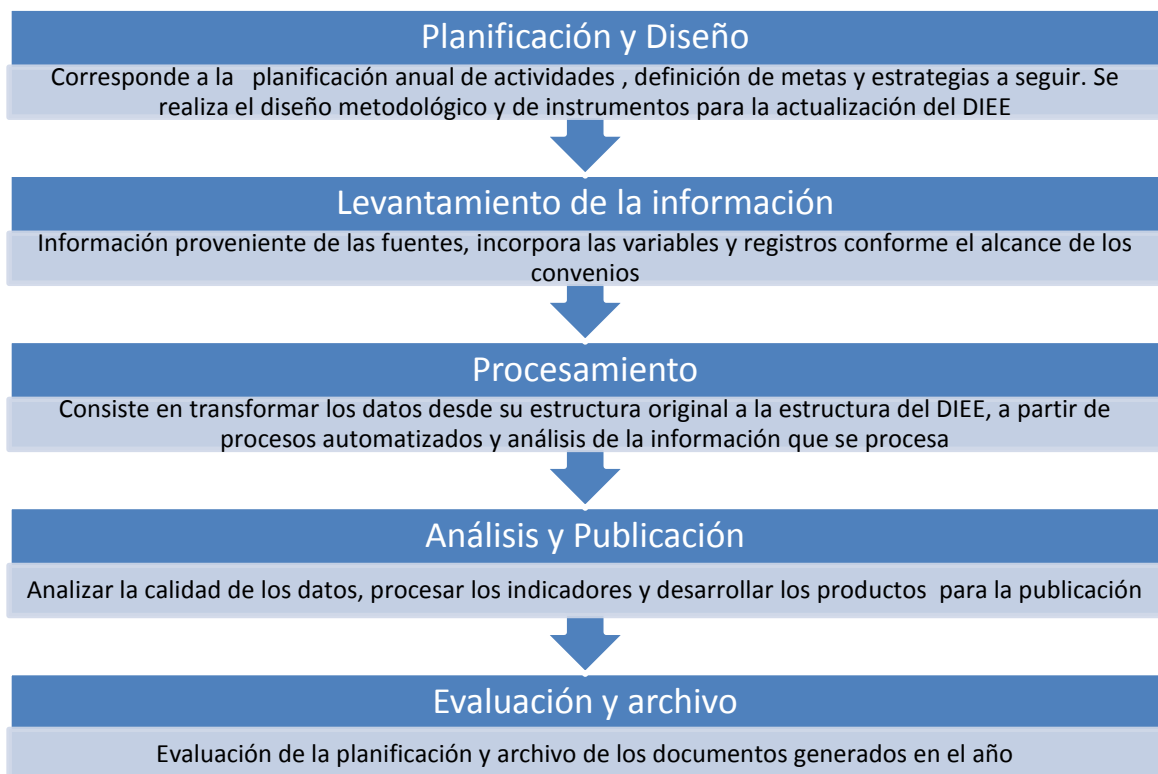 Planificación y Diseño
Corresponde a la planificación anual de actividades , definición de metas y estrategias a seguir. Se
realiza el diseño metodológico y de instrumentos para la actualización del DIEE
Levantamiento de la información
Información proveniente de las fuentes, incorpora las variables y registros conforme el alcance de los
convenios
Procesamiento
Consiste en transformar los datos desde su estructura original a la estructura del DIEE, a partir de
procesos automatizados y análisis de la información que se procesa
Análisis y Publicación
Analizar la calidad de los datos, procesar los indicadores y desarrollar los productos para la publicación
Evaluación y archivo
Evaluación de la planificación y archivo de los documentos generados en el año